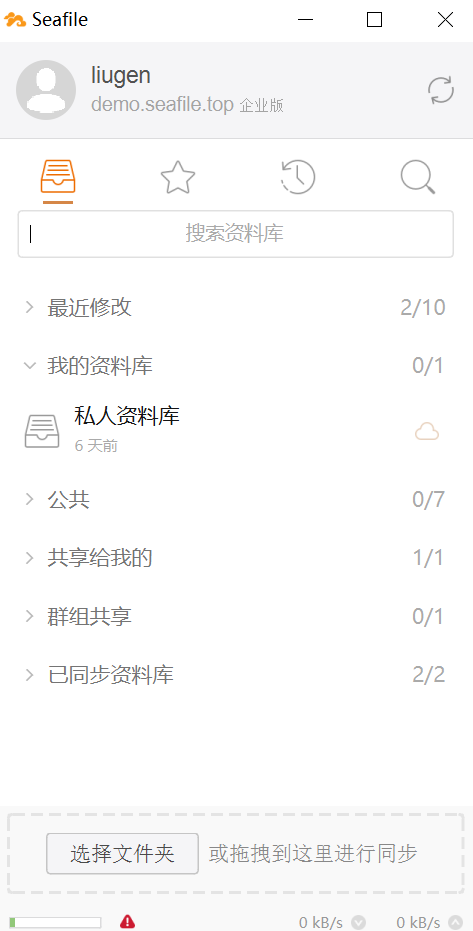 Seafile
liugen
demo.seafile.top 企业版
搜索资料库
最近修改 2/10
我的资料库 0/1
私人资料库
6 天前
公共 0/7
共享给我的 1/1
群组共享 0/1
已同步资料库 2/2
选择文件夹 或拖拽到这里进行同步
0 kB/s 0 kB/s